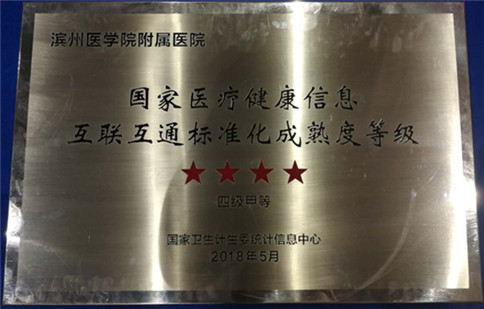 滨州医学院附属医院
国家医疗健康信息
互联互通标准化成熟度等级
★★★★
四级甲等
国家卫生计生委统计信息中心
2018年5月